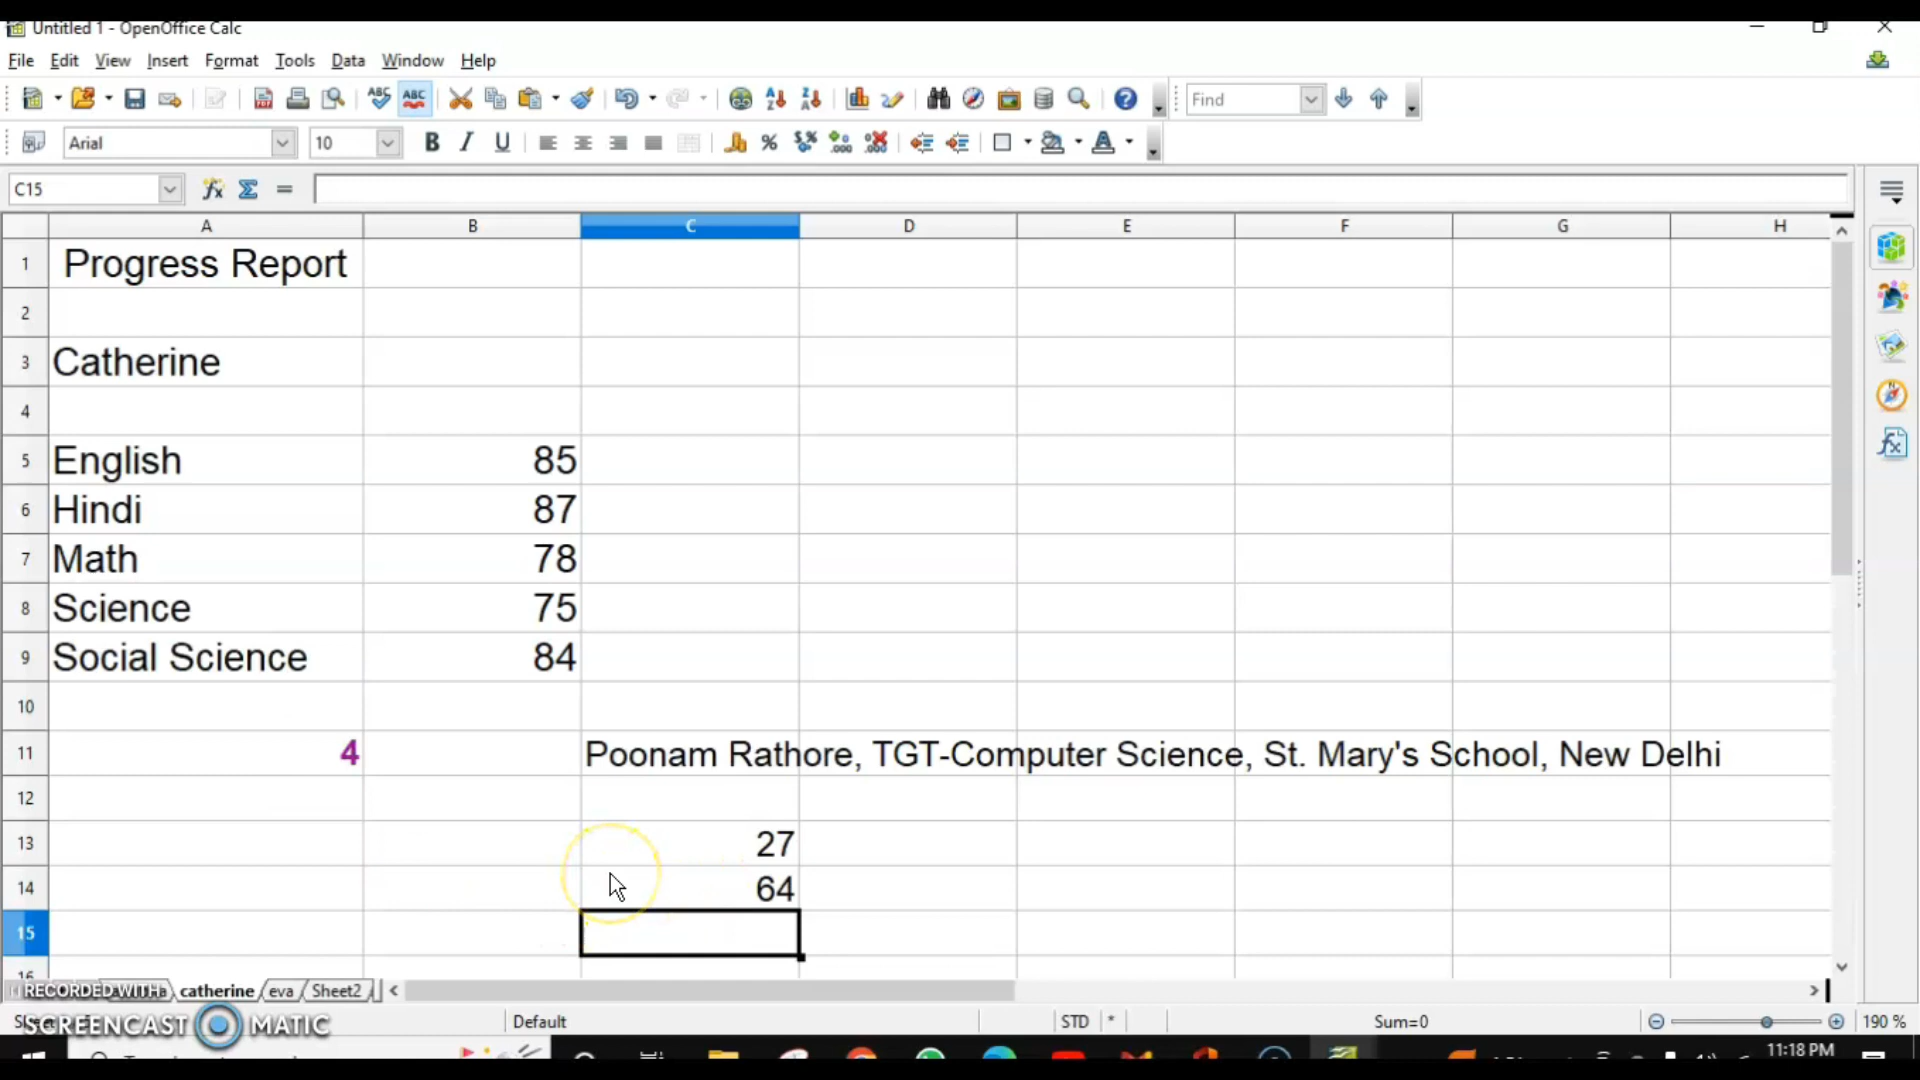 Untitled 1 - OpenOffice Calc
File Edit View Insert Format Tools Data Window Help
Find
Arial 10
C15
A B C D E F G H
1 Progress Report
2
3 Catherine
4
5 English 85
6 Hindi 87
7 Math 78
8 Science 75
9 Social Science 84
10
11 4 Poonam Rathore, TGT-Computer Science, St. Mary's School, New Delhi
12
13 27
14 64
15
16
RECORDED WITH catherine eva Sheet2
SCREENCAST MATIC Default STD * Sum=0 190 %
11:18 PM